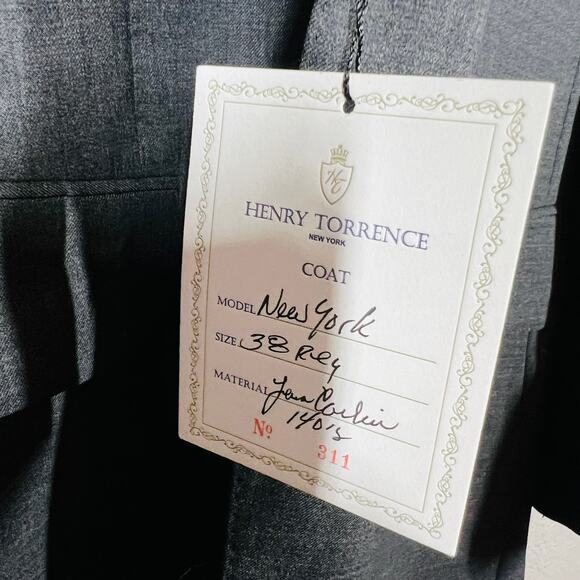 HENRY TORRENCE
NEW YORK
COAT
MODEL New York
SIZE 38 Reg
MATERIAL
140's
No 311